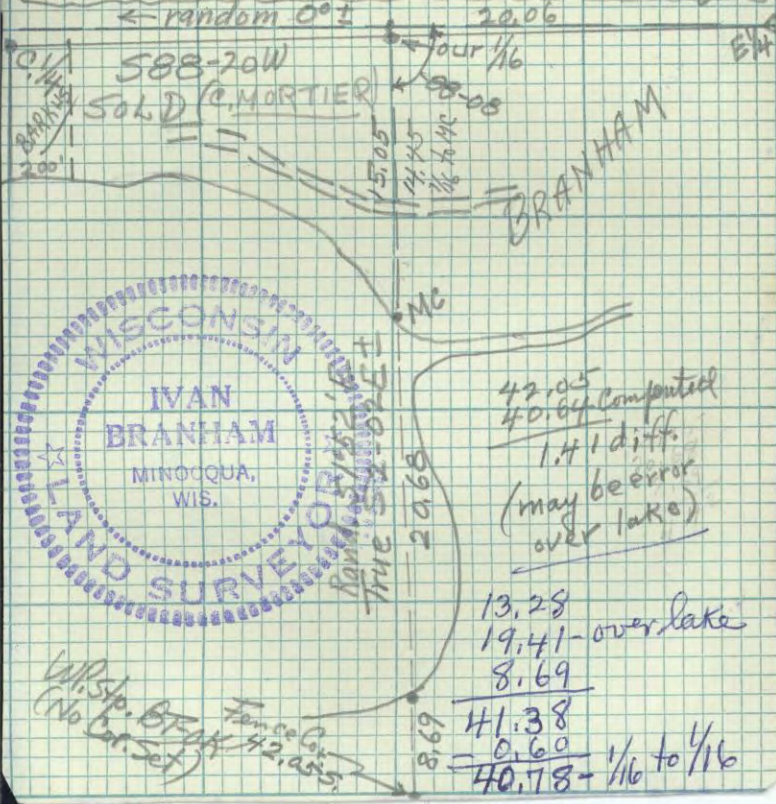 ← random 0° ±
20.06
our 1/16
E 1/4
C. 1/4
S88-20W
88-08
SOLD (C. MORTIER)
BARKUS
200'
15.05
14.45
1/16 to MC
BRANHAM
MC
WISCONSIN
IVAN
BRANHAM
MINOCQUA,
WIS.
LAND SURVEYOR
True S2-02E ±
20.68
42.05
40.64 Computed
1.41 diff.
(may be error
over lake)
13.28
19.41 - over lake
8.69
41.38
- 0.60
40.78 - 1/16 to 1/16
(No Cor. Set)
Fence Cor.
8.69